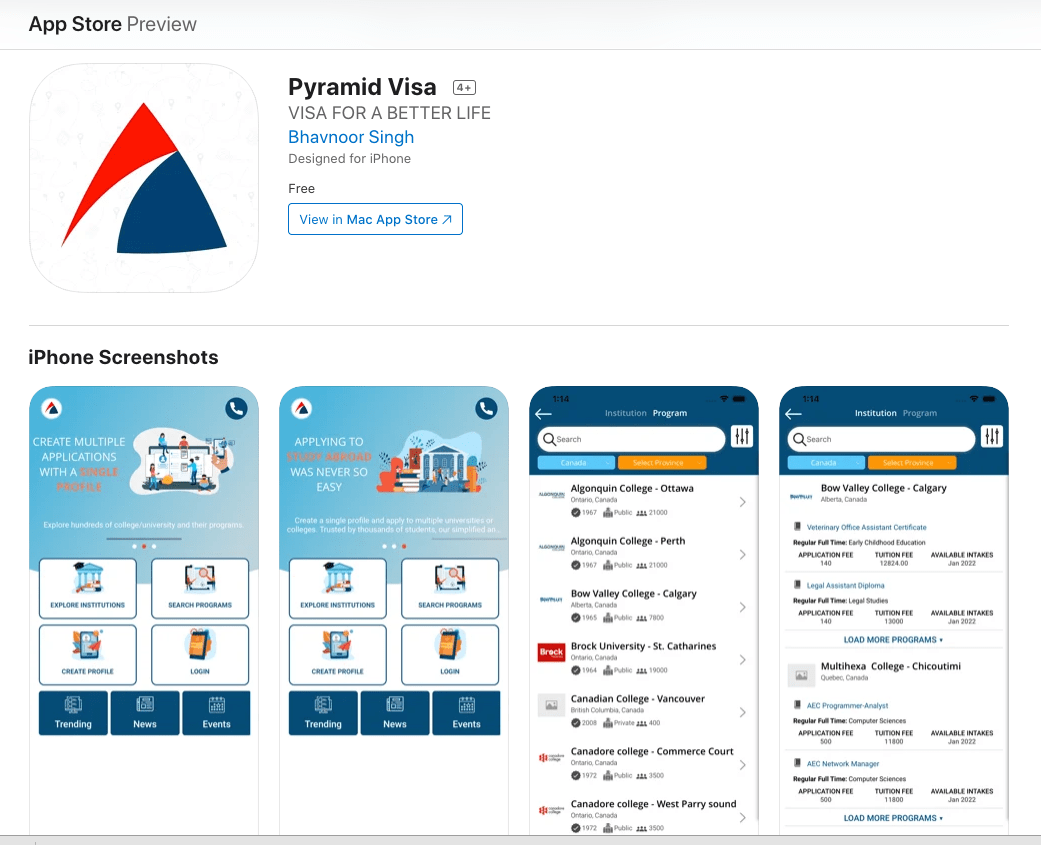 App Store Preview
Pyramid Visa 4+
VISA FOR A BETTER LIFE
Bhavnoor Singh
Designed for iPhone
Free
View in Mac App Store ↗
iPhone Screenshots
CREATE MULTIPLE
APPLICATIONS
WITH A SINGLE
PROFILE
Explore hundreds of college/university and their programs.
EXPLORE INSTITUTIONS
SEARCH PROGRAMS
CREATE PROFILE
LOGIN
Trending
News
Events
APPLYING TO
STUDY ABROAD
WAS NEVER SO
EASY
Create a single profile and apply to multiple universities or
colleges. Trusted by thousands of students, our simplified an...
EXPLORE INSTITUTIONS
SEARCH PROGRAMS
CREATE PROFILE
LOGIN
Trending
News
Events
1:14
Institution Program
Search
Canada
Select Province
ALGONQUIN
Algonquin College - Ottawa
Ontario, Canada
1967 Public 21000
ALGONQUIN
Algonquin College - Perth
Ontario, Canada
1967 Public 21000
Bow Valley College - Calgary
Alberta, Canada
1965 Public 7800
Brock
Brock University - St. Catharines
Ontario, Canada
1964 Public 19000
Canadian College - Vancouver
British Columbia, Canada
2008 Private 400
canadore
college
Canadore college - Commerce Court
Ontario, Canada
1972 Public 3500
canadore
college
Canadore college - West Parry sound
Ontario, Canada
1972 Public 3500
1:14
Institution Program
Search
Canada
Select Province
Bow Valley College - Calgary
Alberta, Canada
Veterinary Office Assistant Certificate
Regular Full Time: Early Childhood Education
APPLICATION FEE TUITION FEE AVAILABLE INTAKES
140 12824.00 Jan 2022
Legal Assistant Diploma
Regular Full Time: Legal Studies
APPLICATION FEE TUITION FEE AVAILABLE INTAKES
140 13000 Jan 2022
LOAD MORE PROGRAMS ▾
Multihexa College - Chicoutimi
Quebec, Canada
AEC Programmer-Analyst
Regular Full Time: Computer Sciences
APPLICATION FEE TUITION FEE AVAILABLE INTAKES
500 11800 Jan 2022
AEC Network Manager
Regular Full Time: Computer Sciences
APPLICATION FEE TUITION FEE AVAILABLE INTAKES
500 11800 Jan 2022
LOAD MORE PROGRAMS ▾